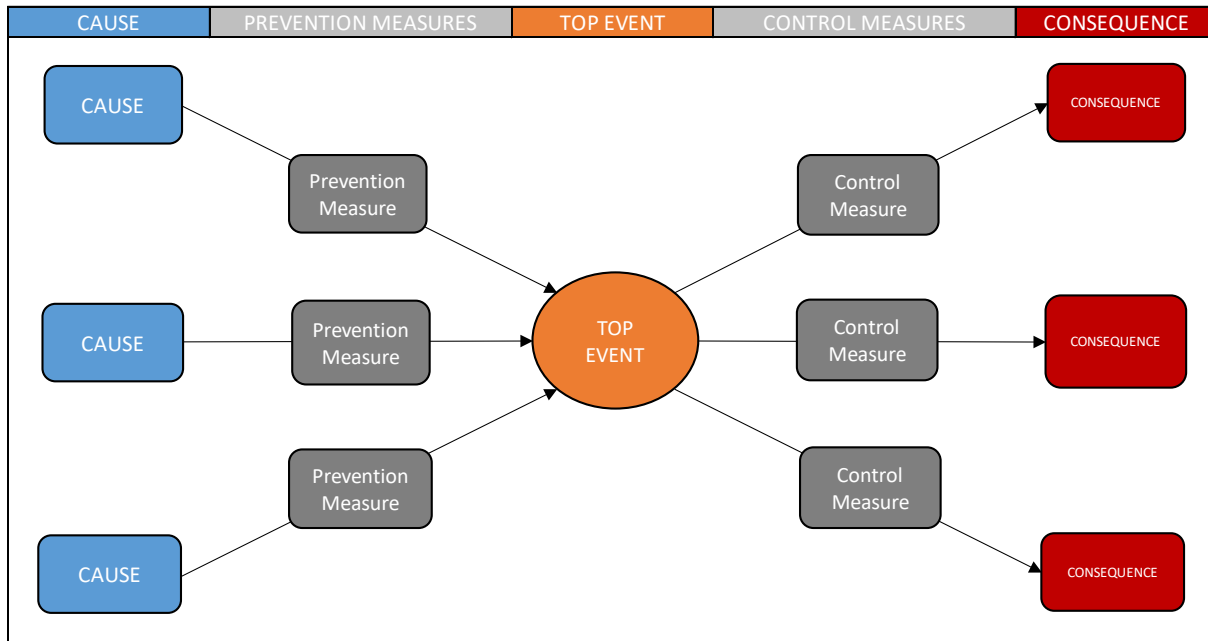 CAUSE
PREVENTION MEASURES
TOP EVENT
CONTROL MEASURES
CONSEQUENCE
CAUSE
CONSEQUENCE
Prevention
Measure
Control
Measure
CAUSE
Prevention
Measure
TOP
EVENT
Control
Measure
CONSEQUENCE
Prevention
Measure
Control
Measure
CAUSE
CONSEQUENCE